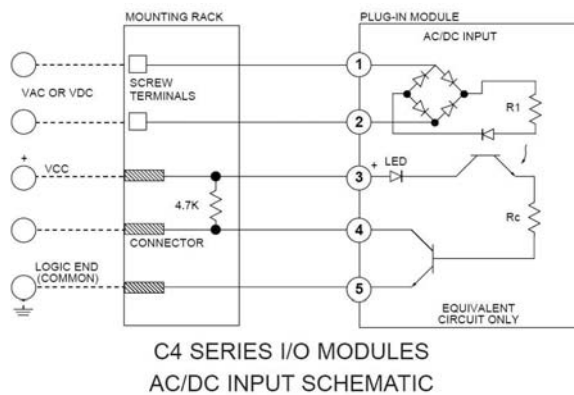 MOUNTING RACK
PLUG-IN MODULE
AC/DC INPUT
1
VAC OR VDC
SCREW
TERMINALS
R1
2
+
VCC
+
LED
3
4.7K
Rc
4
CONNECTOR
LOGIC END
(COMMON)
5
EQUIVALENT
CIRCUIT ONLY
C4 SERIES I/O MODULES
AC/DC INPUT SCHEMATIC